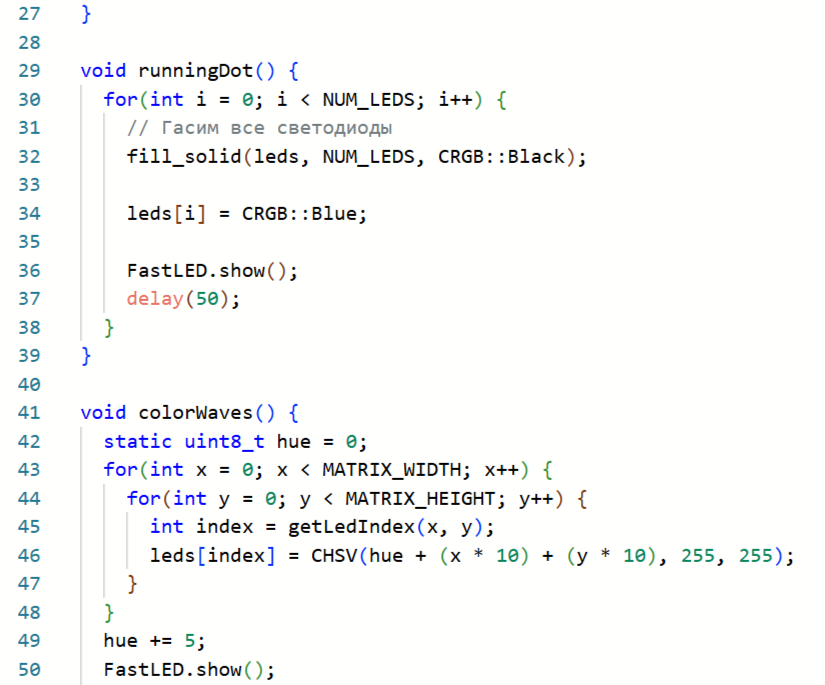 27 }
28
29 void runningDot() {
30   for(int i = 0; i < NUM_LEDS; i++) {
31     // Гасим все светодиоды
32     fill_solid(leds, NUM_LEDS, CRGB::Black);
33
34     leds[i] = CRGB::Blue;
35
36     FastLED.show();
37     delay(50);
38   }
39 }
40
41 void colorWaves() {
42   static uint8_t hue = 0;
43   for(int x = 0; x < MATRIX_WIDTH; x++) {
44     for(int y = 0; y < MATRIX_HEIGHT; y++) {
45       int index = getLedIndex(x, y);
46       leds[index] = CHSV(hue + (x * 10) + (y * 10), 255, 255);
47     }
48   }
49   hue += 5;
50   FastLED.show();